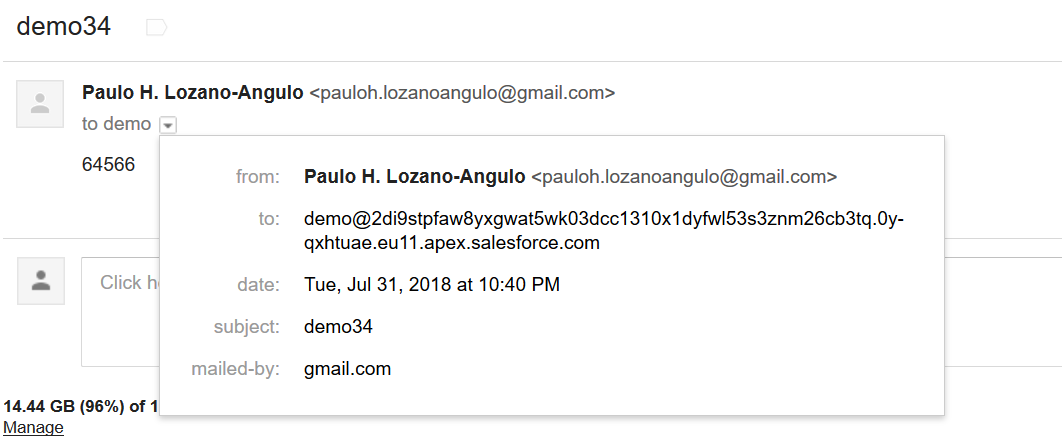 demo34
Paulo H. Lozano-Angulo <pauloh.lozanoangulo@gmail.com>
to demo
64566
from: Paulo H. Lozano-Angulo <pauloh.lozanoangulo@gmail.com>
to: demo@2di9stpfaw8yxgwat5wk03dcc1310x1dyfwl53s3znm26cb3tq.0y-
qxhtuae.eu11.apex.salesforce.com
Click h
date: Tue, Jul 31, 2018 at 10:40 PM
subject: demo34
mailed-by: gmail.com
14.44 GB (96%) of 1
Manage